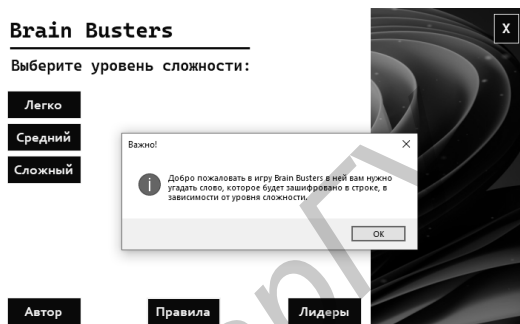 Brain Busters
X
Выберите уровень сложности:
Легко
Средний
Сложный
Важно!
Добро пожаловать в игру Brain Busters в ней вам нужно
угадать слово, которое будет зашифровано в строке, в
зависимости от уровня сложности.
ОК
Автор
Правила
Лидеры